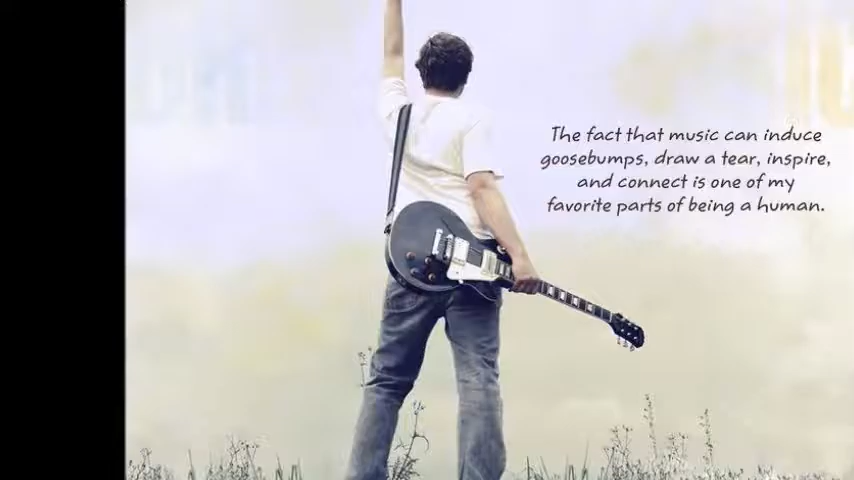 The fact that music can induce
goosebumps, draw a tear, inspire,
and connect is one of my
favorite parts of being a human.